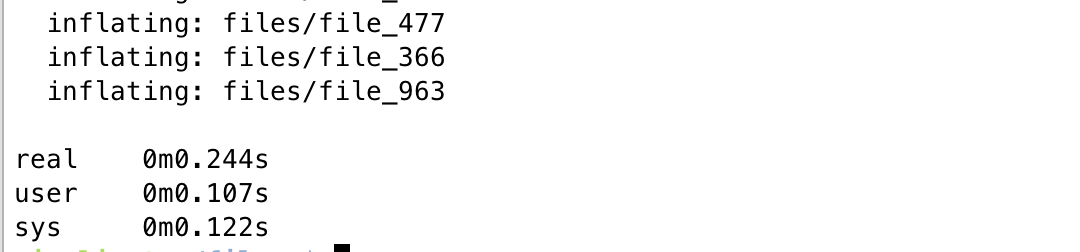 inflating: files/file_477
inflating: files/file_366
inflating: files/file_963
real 0m0.244s
user 0m0.107s
sys 0m0.122s